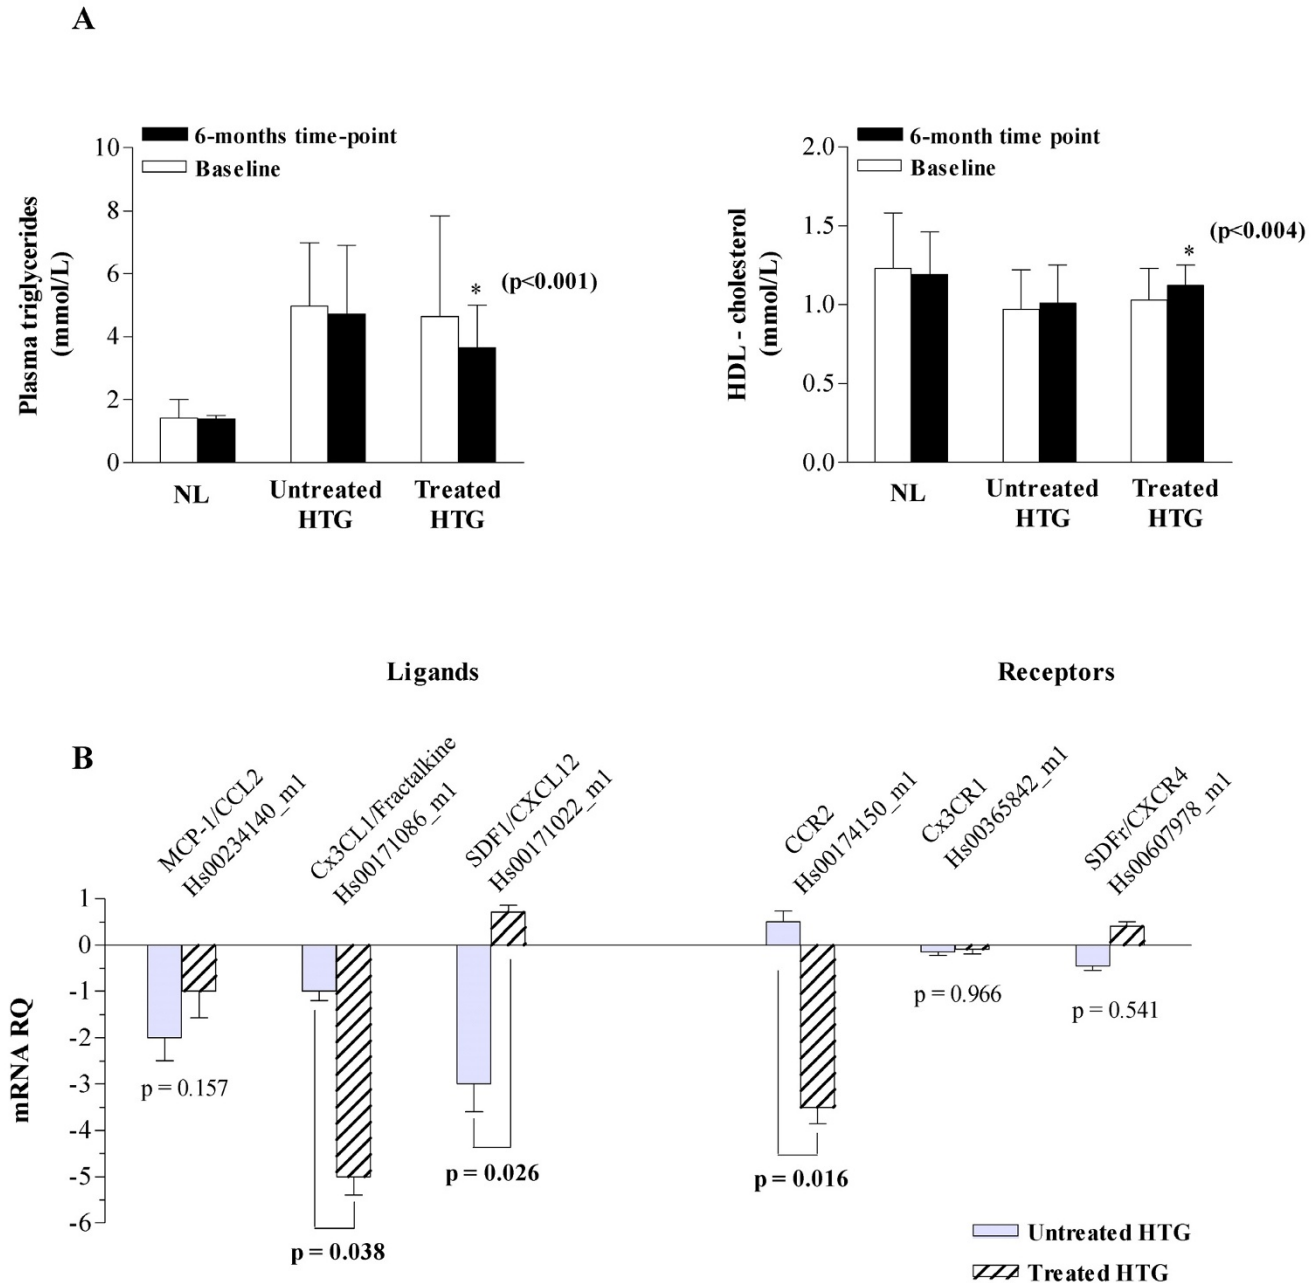 A
6-months time-point
Baseline
10
8
6
4
2
0
Plasma triglycerides
(mmol/L)
*
(p<0.001)
NL
Untreated
HTG
Treated
HTG
6-month time point
Baseline
2.0
1.5
1.0
0.5
0.0
HDL - cholesterol
(mmol/L)
*
(p<0.004)
NL
Untreated
HTG
Treated
HTG
Ligands
Receptors
B
MCP-1/CCL2
Hs00234140_m1
Cx3CL1/Fractalkine
Hs00171086_m1
SDF1/CXCL12
Hs00171022_m1
CCR2
Hs00174150_m1
Cx3CR1
Hs00365842_m1
SDFr/CXCR4
Hs00607978_m1
1
0
-1
-2
-3
-4
-5
-6
mRNA RQ
p = 0.157
p = 0.038
p = 0.026
p = 0.016
p = 0.966
p = 0.541
Untreated HTG
Treated HTG